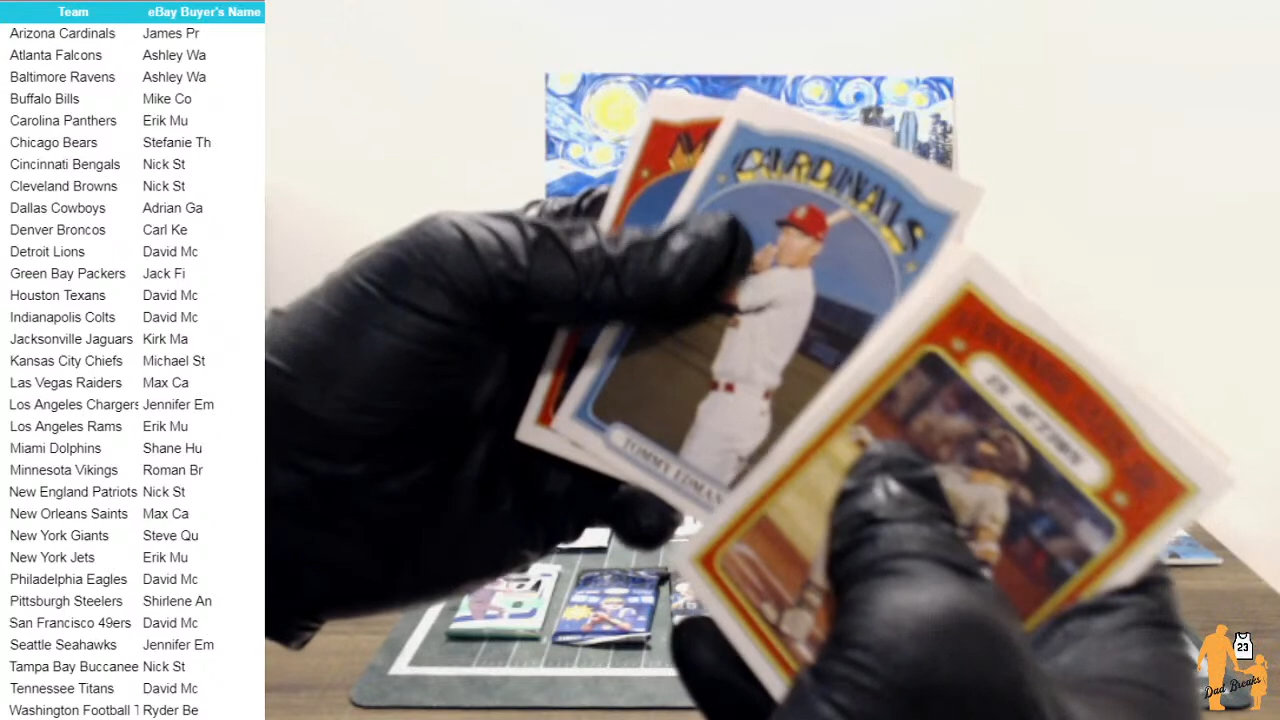 Team eBay Buyer's Name
Arizona Cardinals James Pr
Atlanta Falcons Ashley Wa
Baltimore Ravens Ashley Wa
Buffalo Bills Mike Co
Carolina Panthers Erik Mu
Chicago Bears Stefanie Th
Cincinnati Bengals Nick St
Cleveland Browns Nick St
Dallas Cowboys Adrian Ga
Denver Broncos Carl Ke
Detroit Lions David Mc
Green Bay Packers Jack Fi
Houston Texans David Mc
Indianapolis Colts David Mc
Jacksonville Jaguars Kirk Ma
Kansas City Chiefs Michael St
Las Vegas Raiders Max Ca
Los Angeles Chargers Jennifer Em
Los Angeles Rams Erik Mu
Miami Dolphins Shane Hu
Minnesota Vikings Roman Br
New England Patriots Nick St
New Orleans Saints Max Ca
New York Giants Steve Qu
New York Jets Erik Mu
Philadelphia Eagles David Mc
Pittsburgh Steelers Shirlene An
San Francisco 49ers David Mc
Seattle Seahawks Jennifer Em
Tampa Bay Buccanee Nick St
Tennessee Titans David Mc
Washington Football T Ryder Be
CARDINALS
TOMMY EDMAN
IN ACTION
23
Dad Breaks